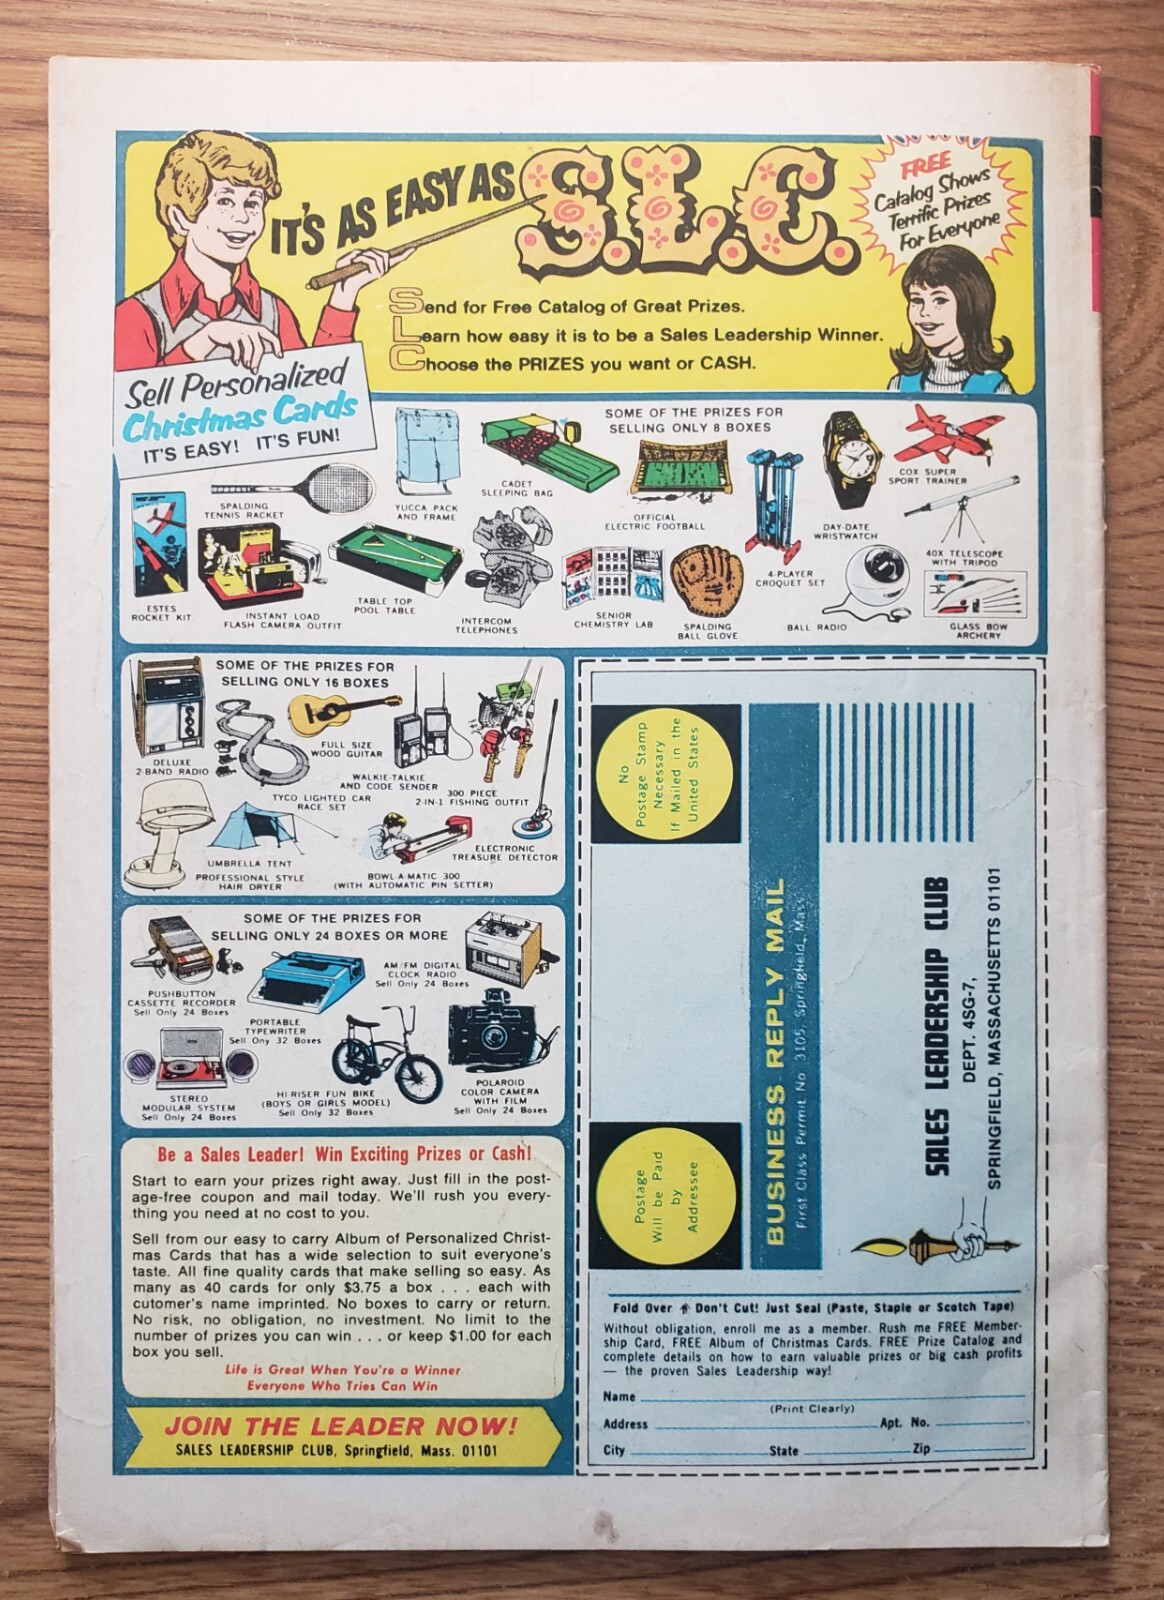 IT'S AS EASY AS S.L.C.
FREE
Catalog Shows
Terrific Prizes
For Everyone
Send for Free Catalog of Great Prizes.
Learn how easy it is to be a Sales Leadership Winner.
Choose the PRIZES you want or CASH.
Sell Personalized
Christmas Cards
IT'S EASY! IT'S FUN!
SOME OF THE PRIZES FOR
SELLING ONLY 8 BOXES
SPALDING
TENNIS RACKET
YUCCA PACK
AND FRAME
CADET
SLEEPING BAG
OFFICIAL
ELECTRIC FOOTBALL
DAY-DATE
WRISTWATCH
COX SUPER
SPORT TRAINER
40X TELESCOPE
WITH TRIPOD
ESTES
ROCKET KIT
INSTANT LOAD
FLASH CAMERA OUTFIT
TABLE TOP
POOL TABLE
INTERCOM
TELEPHONES
SENIOR
CHEMISTRY LAB
SPALDING
BALL GLOVE
4-PLAYER
CROQUET SET
BALL RADIO
GLASS BOW
ARCHERY
SOME OF THE PRIZES FOR
SELLING ONLY 16 BOXES
DELUXE
2-BAND RADIO
FULL SIZE
WOOD GUITAR
WALKIE-TALKIE
AND CODE SENDER
300 PIECE
2-IN-1 FISHING OUTFIT
TYCO LIGHTED CAR
RACE SET
UMBRELLA TENT
PROFESSIONAL STYLE
HAIR DRYER
BOWL-A-MATIC 300
(WITH AUTOMATIC PIN SETTER)
ELECTRONIC
TREASURE DETECTOR
SOME OF THE PRIZES FOR
SELLING ONLY 24 BOXES OR MORE
PUSHBUTTON
CASSETTE RECORDER
Sell Only 24 Boxes
PORTABLE
TYPEWRITER
Sell Ony 32 Boxes
AM/FM DIGITAL
CLOCK RADIO
Sell Only 24 Boxes
STEREO
MODULAR SYSTEM
Sell Only 24 Boxes
HI RISER FUN BIKE
(BOYS OR GIRLS MODEL)
Sell Only 32 Boxes
POLAROID
COLOR CAMERA
WITH FILM
Sell Only 24 Boxes
Be a Sales Leader! Win Exciting Prizes or Cash!
Start to earn your prizes right away. Just fill in the post-
age-free coupon and mail today. We'll rush you every-
thing you need at no cost to you.
Sell from our easy to carry Album of Personalized Christ-
mas Cards that has a wide selection to suit everyone's
taste. All fine quality cards that make selling so easy. As
many as 40 cards for only $3.75 a box . . . each with
cutomer's name imprinted. No boxes to carry or return.
No risk, no obligation, no investment. No limit to the
number of prizes you can win . . . or keep $1.00 for each
box you sell.
Life is Great When You're a Winner
Everyone Who Tries Can Win
JOIN THE LEADER NOW!
SALES LEADERSHIP CLUB, Springfield, Mass. 01101
No
Postage Stamp
Necessary
If Mailed in the
United States
Postage
Will be Paid
by
Addressee
BUSINESS REPLY MAIL
First Class Permit No. 3105, Springfield, Mass.
SALES LEADERSHIP CLUB
DEPT. 4SG-7,
SPRINGFIELD, MASSACHUSETTS 01101
Fold Over Don't Cut! Just Seal (Paste, Staple or Scotch Tape)
Without obligation, enroll me as a member. Rush me FREE Member-
ship Card, FREE Album of Christmas Cards. FREE Prize Catalog and
complete details on how to earn valuable prizes or big cash profits
— the proven Sales Leadership way!
Name
(Print Clearly)
Address Apt. No.
City State Zip